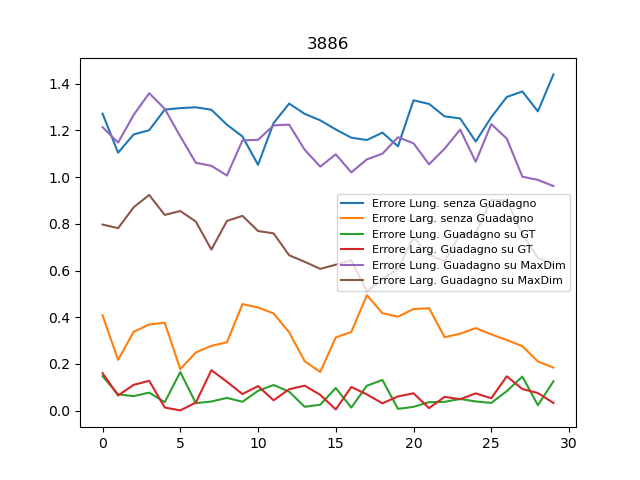 3886
1.4
1.2
1.0
0.8
0.6
0.4
0.2
0.0
Errore Lung. senza Guadagno
Errore Larg. senza Guadagno
Errore Lung. Guadagno su GT
Errore Larg. Guadagno su GT
Errore Lung. Guadagno su MaxDim
Errore Larg. Guadagno su MaxDim
0 5 10 15 20 25 30